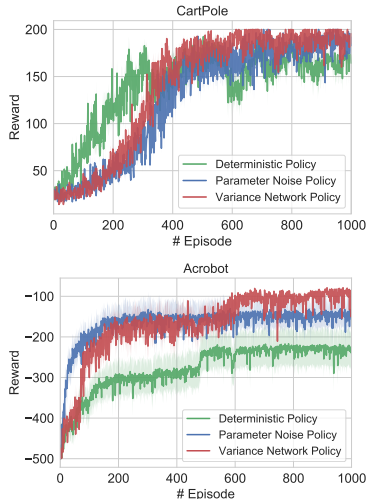 CartPole
200
150
100
50
Reward
0 200 400 600 800 1000
# Episode
Deterministic Policy
Parameter Noise Policy
Variance Network Policy
Acrobot
−100
−200
−300
−400
−500
Reward
0 200 400 600 800 1000
# Episode
Deterministic Policy
Parameter Noise Policy
Variance Network Policy